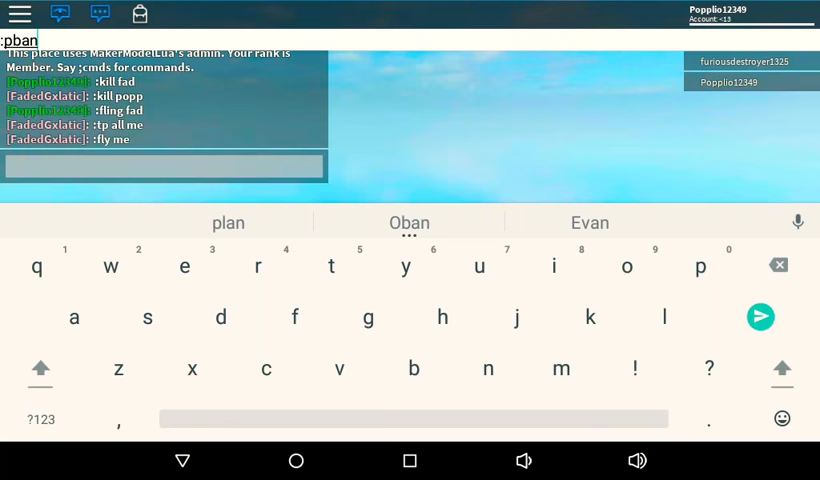 Popplio12349
Account: <13
:pban
This place uses MakerModelLua's admin. Your rank is
Member. Say ;cmds for commands.
[Popplio12349]: :kill fad
[FadedGxlatic]: :kill popp
[Popplio12349]: :fling fad
[FadedGxlatic]: :tp all me
[FadedGxlatic]: :fly me
furiousdestroyer1325
Popplio12349
plan Oban Evan
1 2 3 4 5 6 7 8 9 0
q w e r t y u i o p
a s d f g h j k l
z x c v b n m ! ?
?123 , .